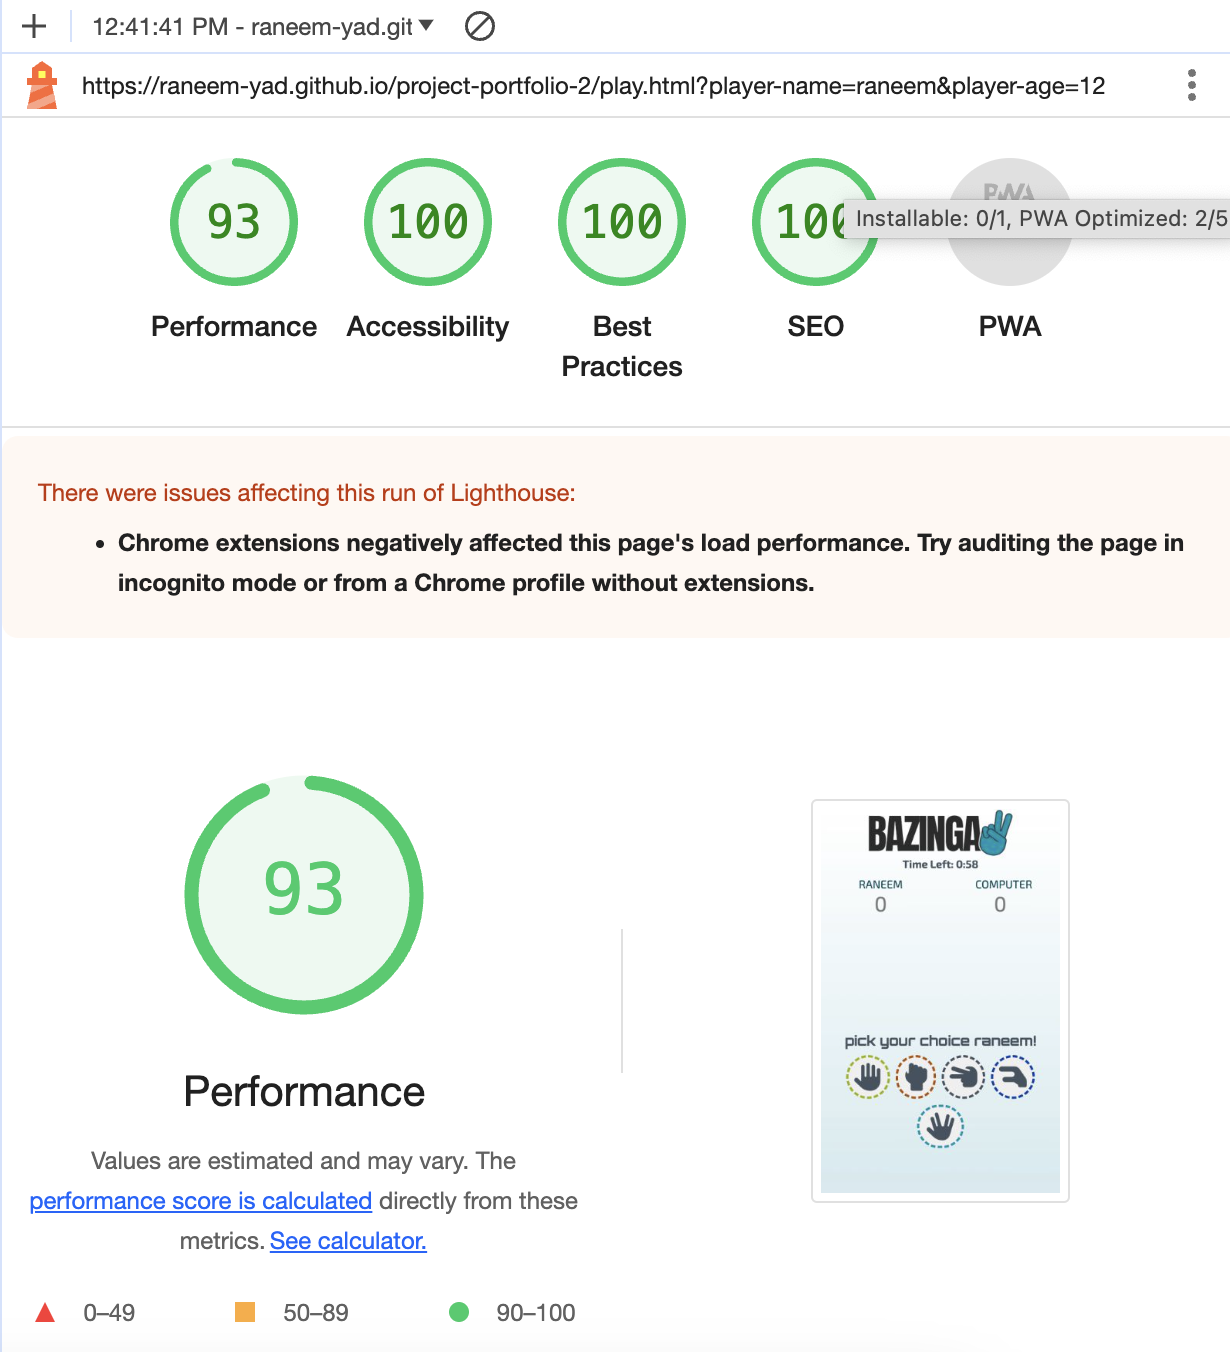 12:41:41 PM - raneem-yad.git
https://raneem-yad.github.io/project-portfolio-2/play.html?player-name=raneem&player-age=12
93
100
100
100
PWA
Installable: 0/1, PWA Optimized: 2/5
Performance
Accessibility
Best
Practices
SEO
PWA
There were issues affecting this run of Lighthouse:
• Chrome extensions negatively affected this page's load performance. Try auditing the page in
incognito mode or from a Chrome profile without extensions.
93
Performance
Values are estimated and may vary. The
performance score is calculated directly from these
metrics. See calculator.
0–49
50–89
90–100
BAZINGA
Time Left: 0:58
RANEEM
COMPUTER
0
0
pick your choice raneem!